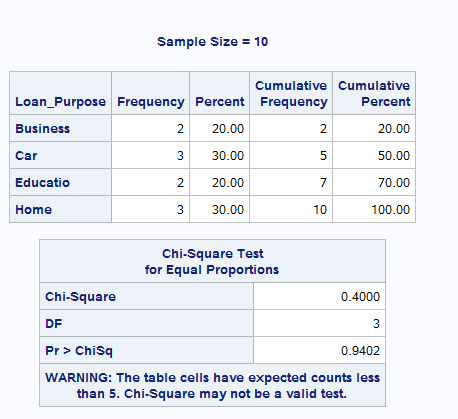 Sample Size = 10
Loan_Purpose Frequency Percent Cumulative Frequency Cumulative Percent
Business 2 20.00 2 20.00
Car 3 30.00 5 50.00
Educatio 2 20.00 7 70.00
Home 3 30.00 10 100.00
Chi-Square Test
for Equal Proportions
Chi-Square 0.4000
DF 3
Pr > ChiSq 0.9402
WARNING: The table cells have expected counts less
than 5. Chi-Square may not be a valid test.